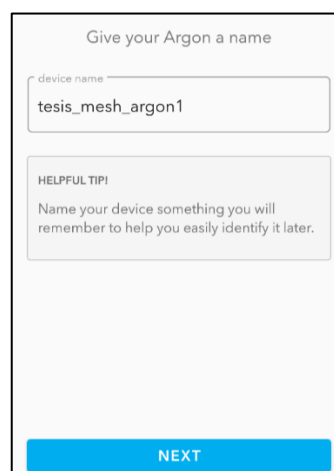 Give your Argon a name
device name
tesis_mesh_argon1
HELPFUL TIP!
Name your device something you will
remember to help you easily identify it later.
NEXT